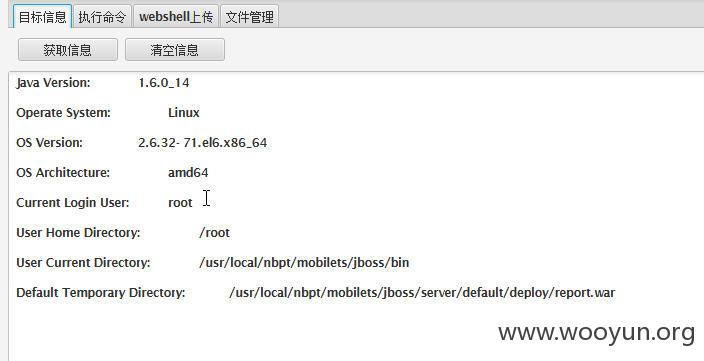 目标信息 执行命令 webshell上传 文件管理
获取信息 清空信息
Java Version: 1.6.0_14
Operate System: Linux
OS Version: 2.6.32- 71.el6.x86_64
OS Architecture: amd64
Current Login User: root
User Home Directory: /root
User Current Directory: /usr/local/nbpt/mobilets/jboss/bin
Default Temporary Directory: /usr/local/nbpt/mobilets/jboss/server/default/deploy/report.war
www.wooyun.org